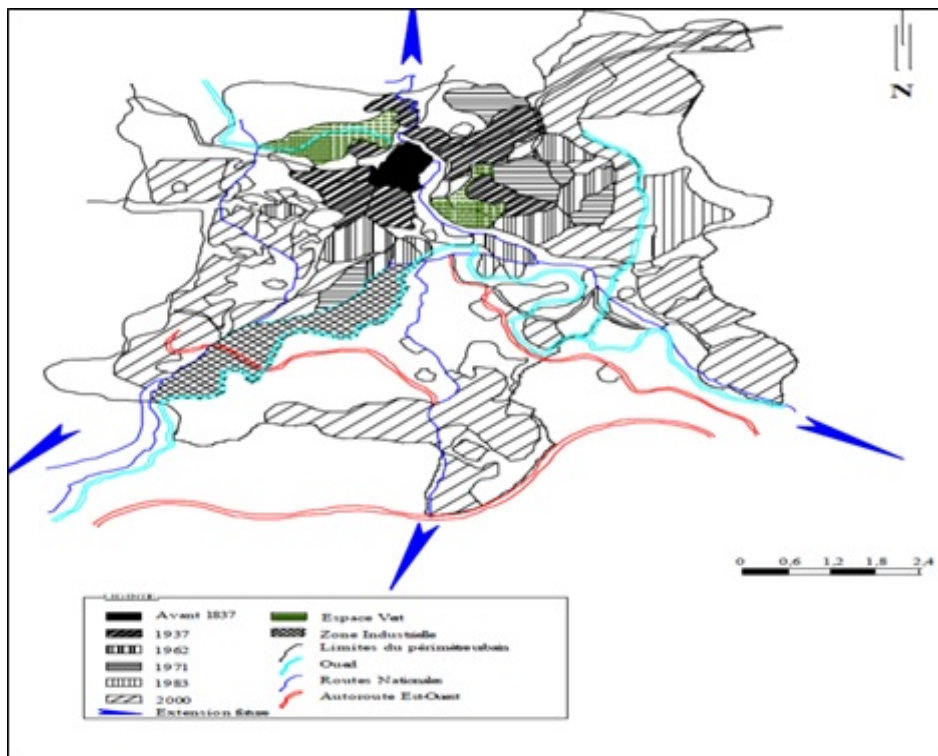 N
0 0,6 1,2 1,8 2,4
Avant 1837
1937
1962
1971
1983
2000
Extension future
Espace Vert
Zone Industrielle
Limites du périmètre urbain
Oued
Routes Nationales
Autoroute Est-Ouest